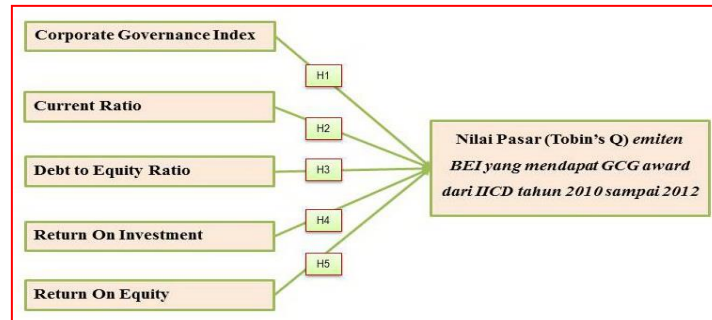 Corporate Governance Index
H1
Current Ratio
H2
Debt to Equity Ratio
H3
Return On Investment
H4
Return On Equity
H5
Nilai Pasar (Tobin's Q) emiten
BEI yang mendapat GCG award
dari IICD tahun 2010 sampai 2012